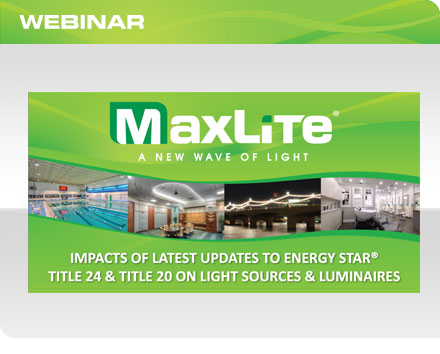 WEBINAR
MAXLITE®
A NEW WAVE OF LIGHT
IMPACTS OF LATEST UPDATES TO ENERGY STAR®
TITLE 24 & TITLE 20 ON LIGHT SOURCES & LUMINAIRES